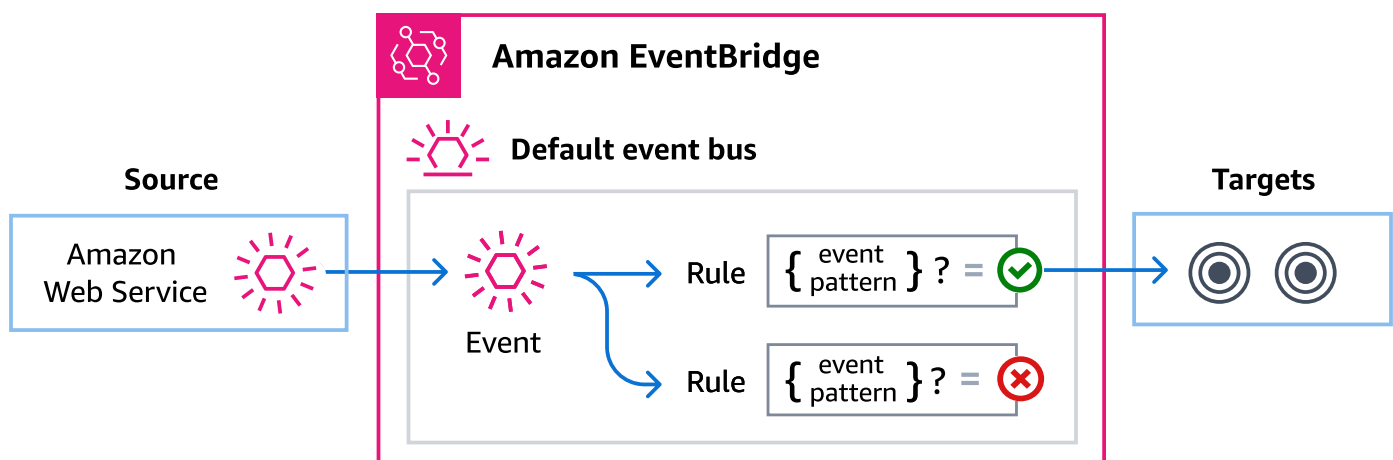 Amazon EventBridge
Default event bus
Source
Amazon
Web Service
Event
Rule
{ event
pattern } ? =
Rule
{ event
pattern } ? =
Targets